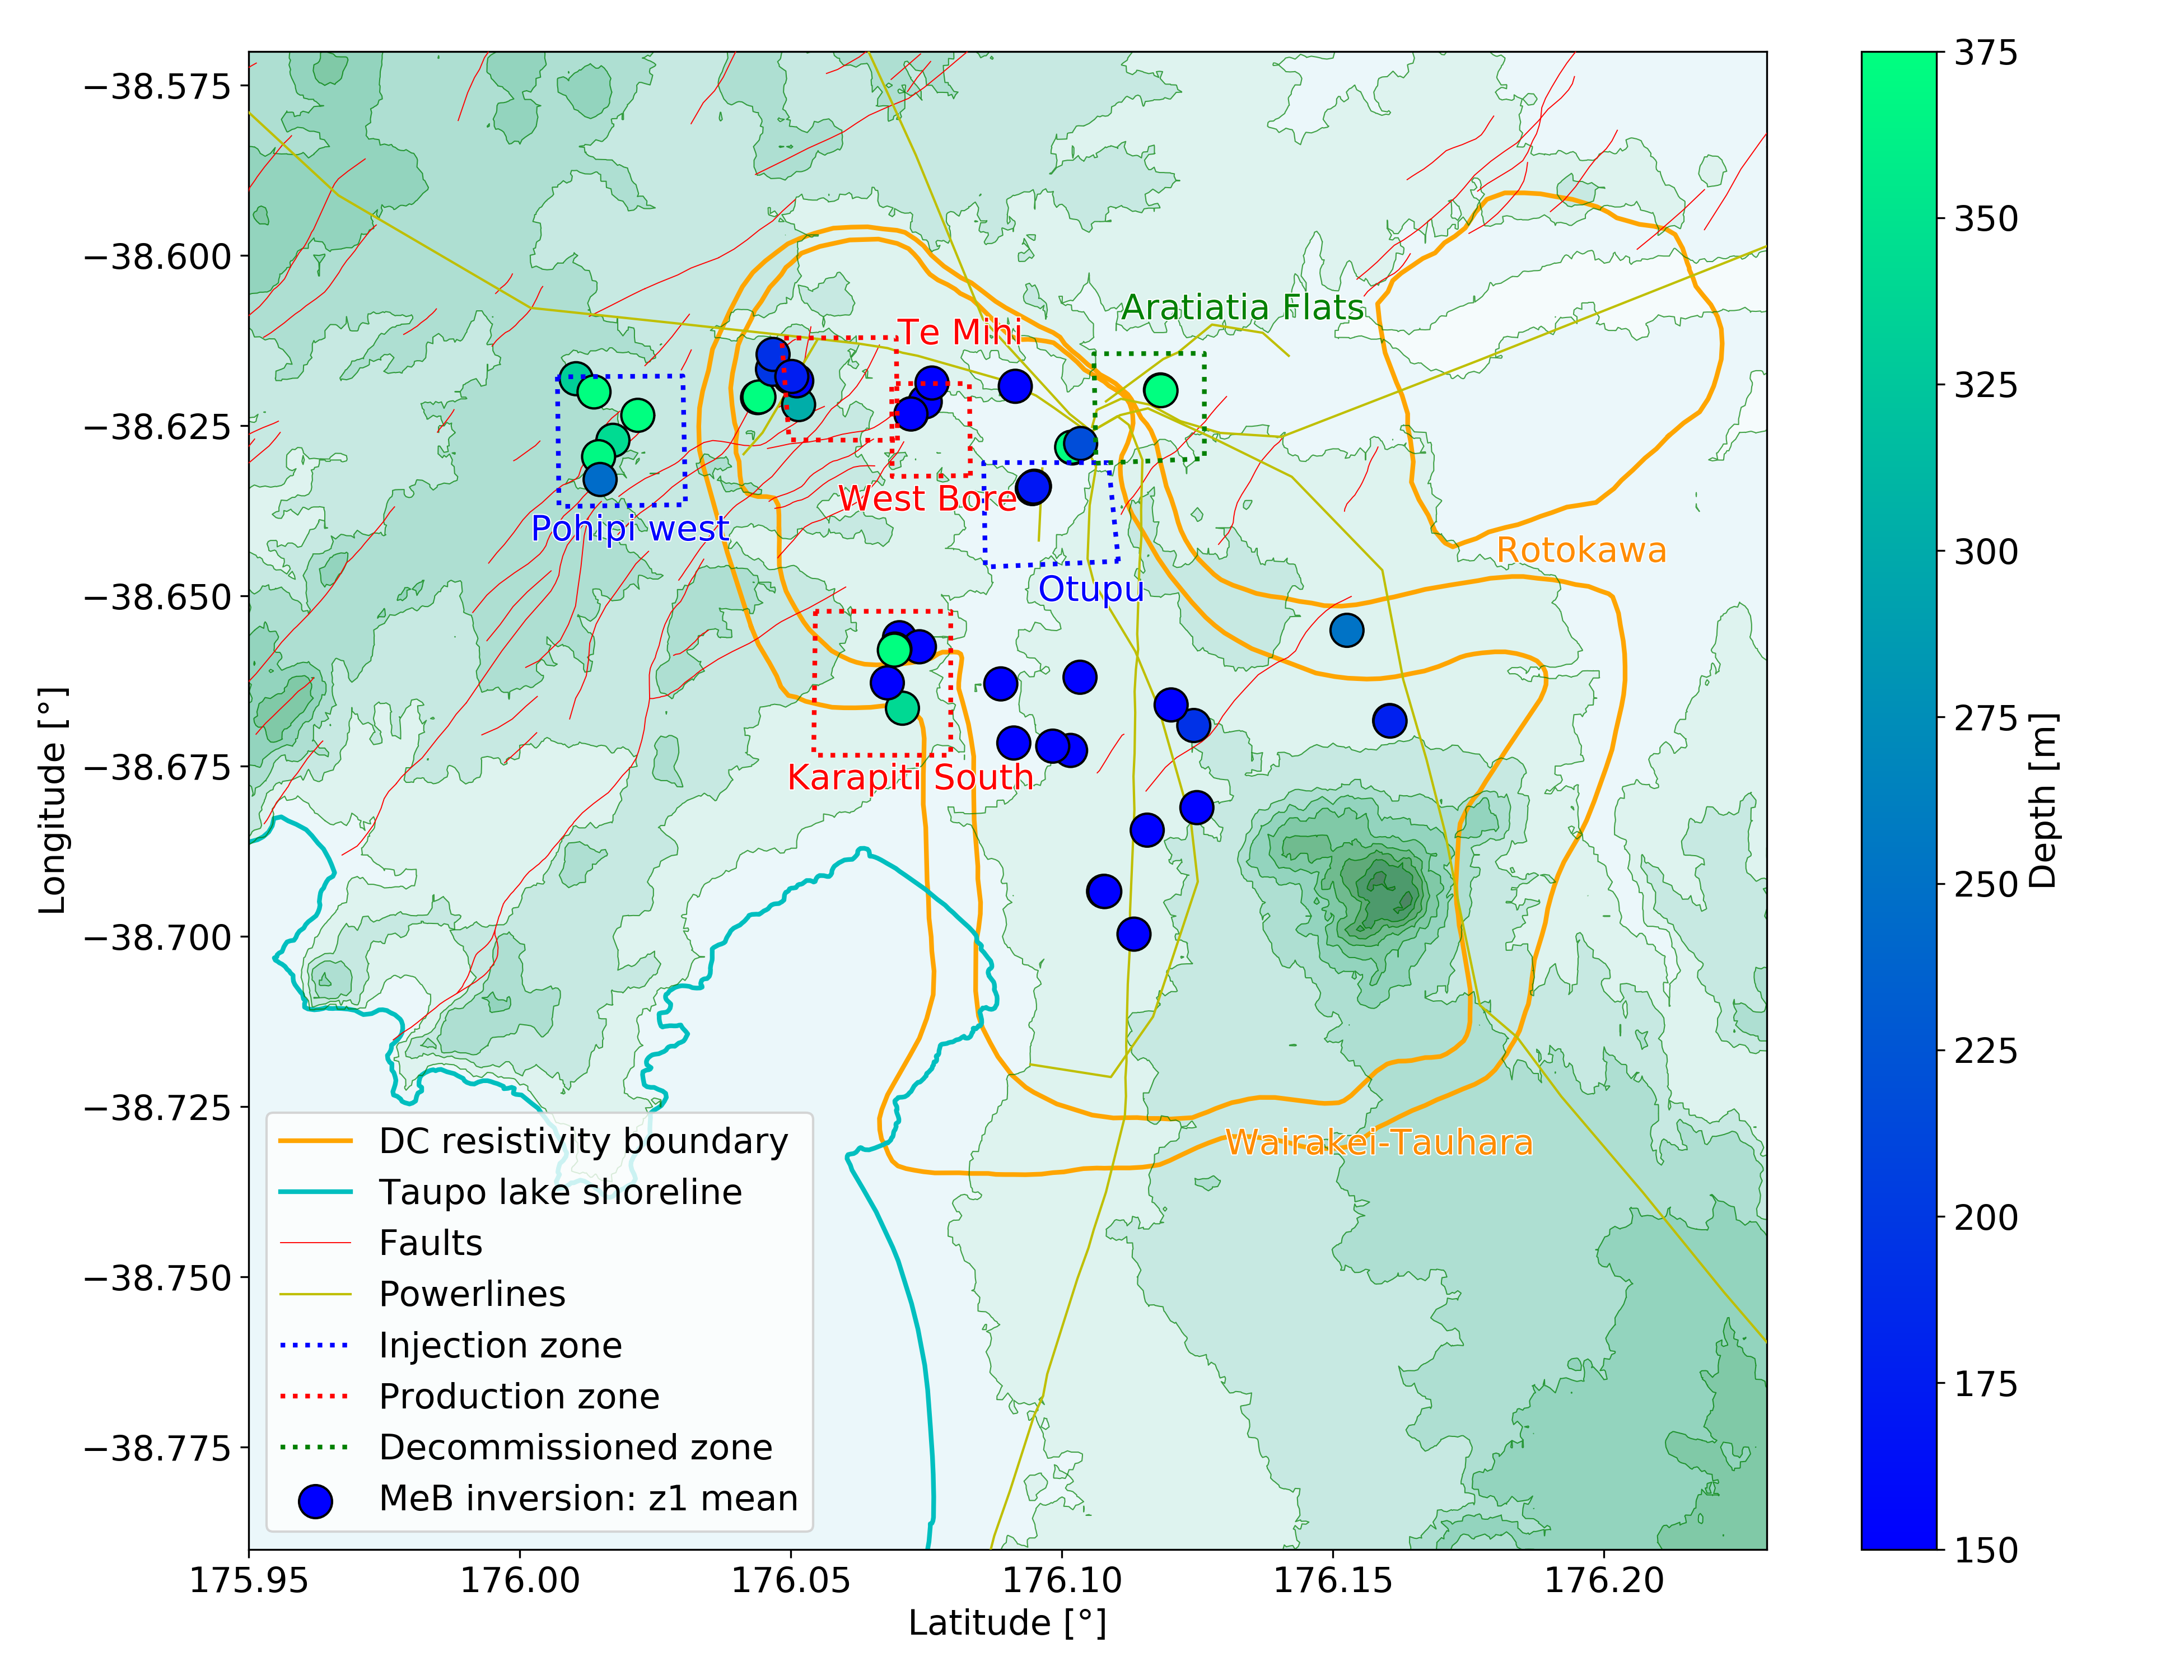 −38.575
−38.600
−38.625
−38.650
−38.675
−38.700
−38.725
−38.750
−38.775
Longitude [°]
175.95
176.00
176.05
176.10
176.15
176.20
Latitude [°]
Aratiatia Flats
Te Mihi
West Bore
Pohipi west
Otupu
Rotokawa
Karapiti South
Wairakei-Tauhara
DC resistivity boundary
Taupo lake shoreline
Faults
Powerlines
Injection zone
Production zone
Decommissioned zone
MeB inversion: z1 mean
375
350
325
300
275
250
225
200
175
150
Depth [m]